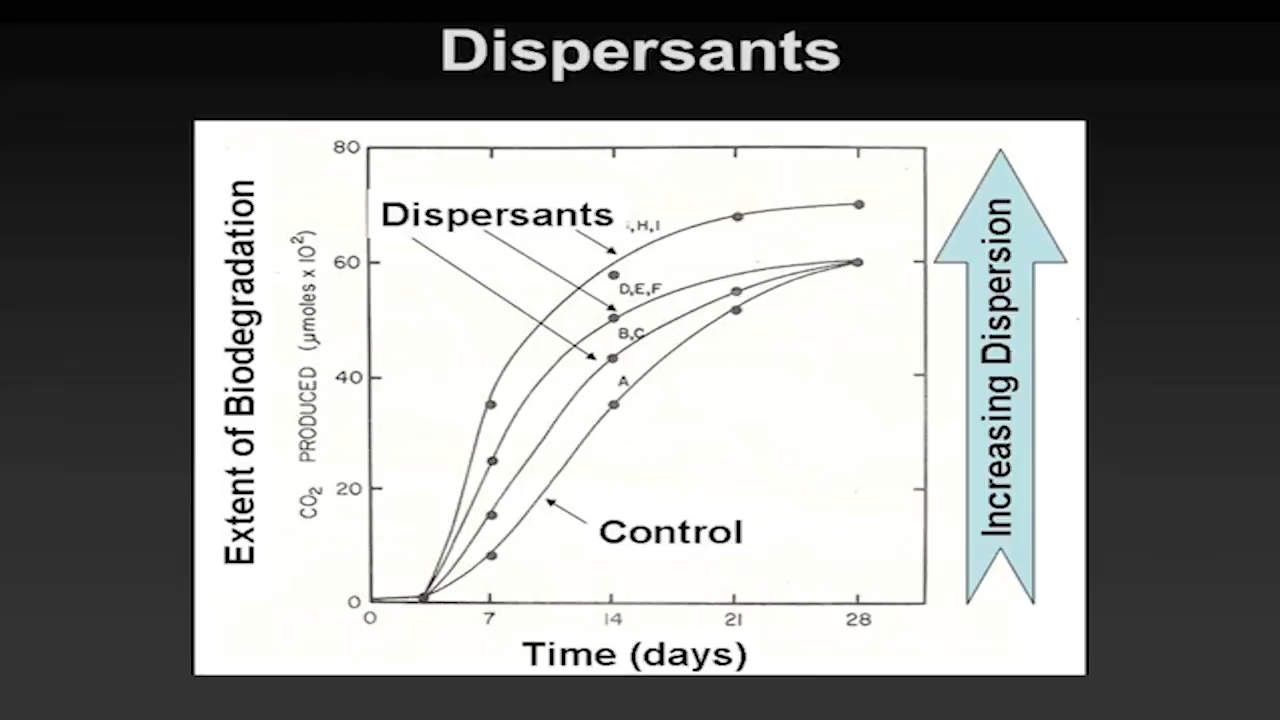 Dispersants
Extent of Biodegradation
CO2 PRODUCED (μmoles x 10²)
80
60
40
20
0
Dispersants
,H,I
D,E,F
B,C
A
Control
0 7 14 21 28
Time (days)
Increasing Dispersion